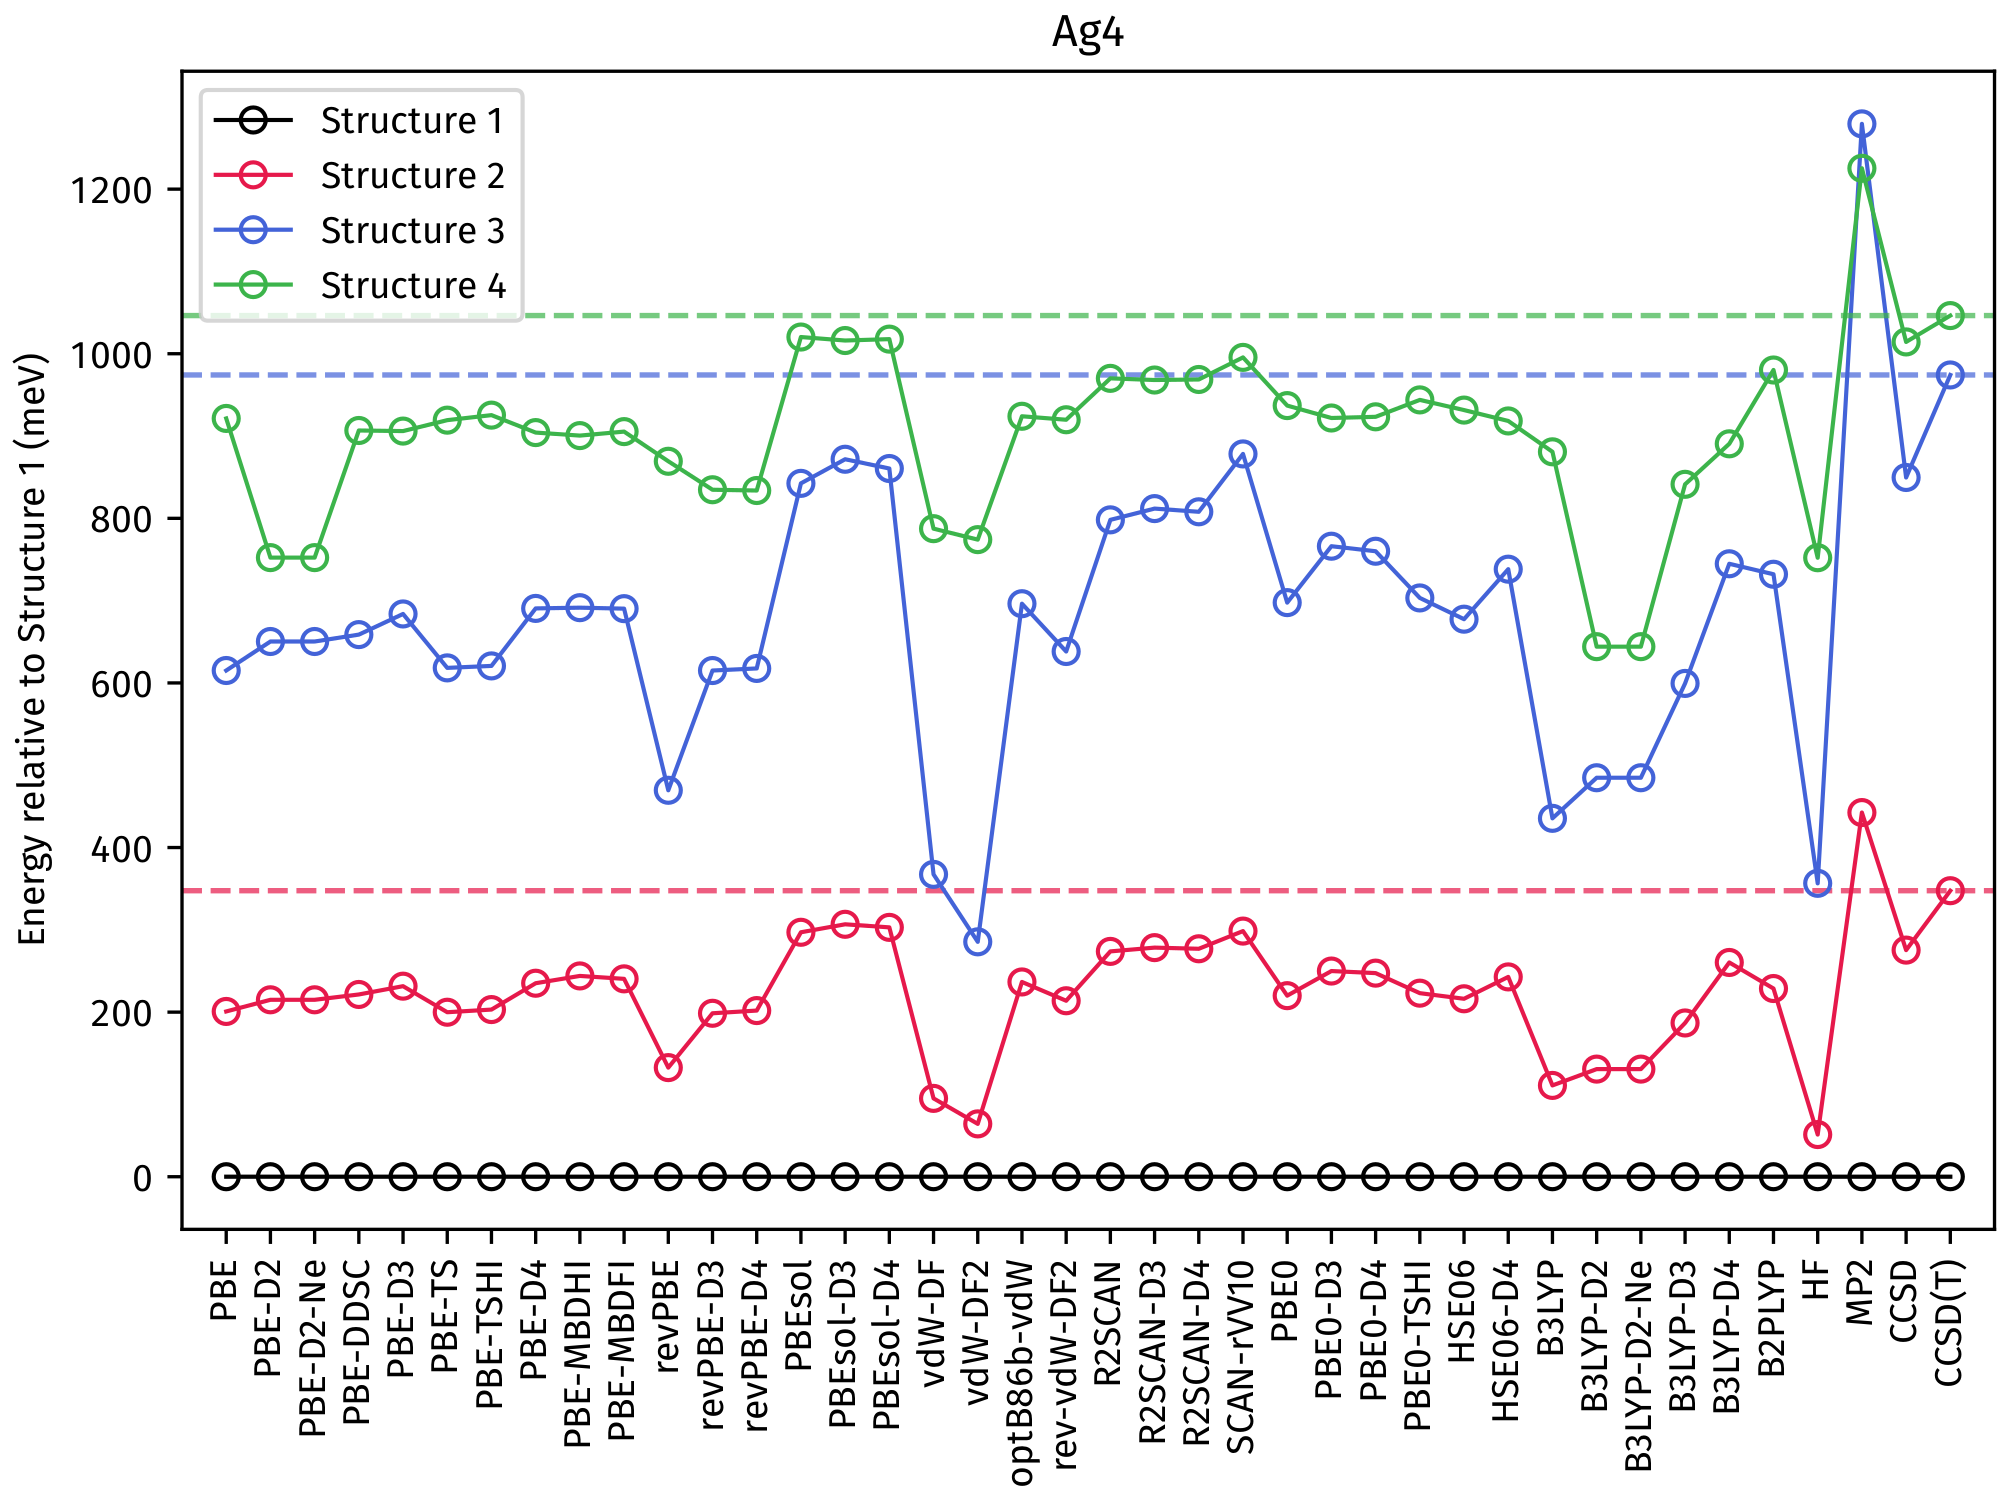 Ag4
Structure 1
Structure 2
Structure 3
Structure 4
Energy relative to Structure 1 (meV)
1200
1000
800
600
400
200
0
PBE
PBE-D2
PBE-D2-Ne
PBE-DDSC
PBE-D3
PBE-TS
PBE-TSHI
PBE-D4
PBE-MBDHI
PBE-MBDFI
revPBE
revPBE-D3
revPBE-D4
PBEsol
PBEsol-D3
PBEsol-D4
vdW-DF
vdW-DF2
optB86b-vdW
rev-vdW-DF2
R2SCAN
R2SCAN-D3
R2SCAN-D4
SCAN-rVV10
PBE0
PBE0-D3
PBE0-D4
PBE0-TSHI
HSE06
HSE06-D4
B3LYP
B3LYP-D2
B3LYP-D2-Ne
B3LYP-D3
B3LYP-D4
B2PLYP
HF
MP2
CCSD
CCSD(T)